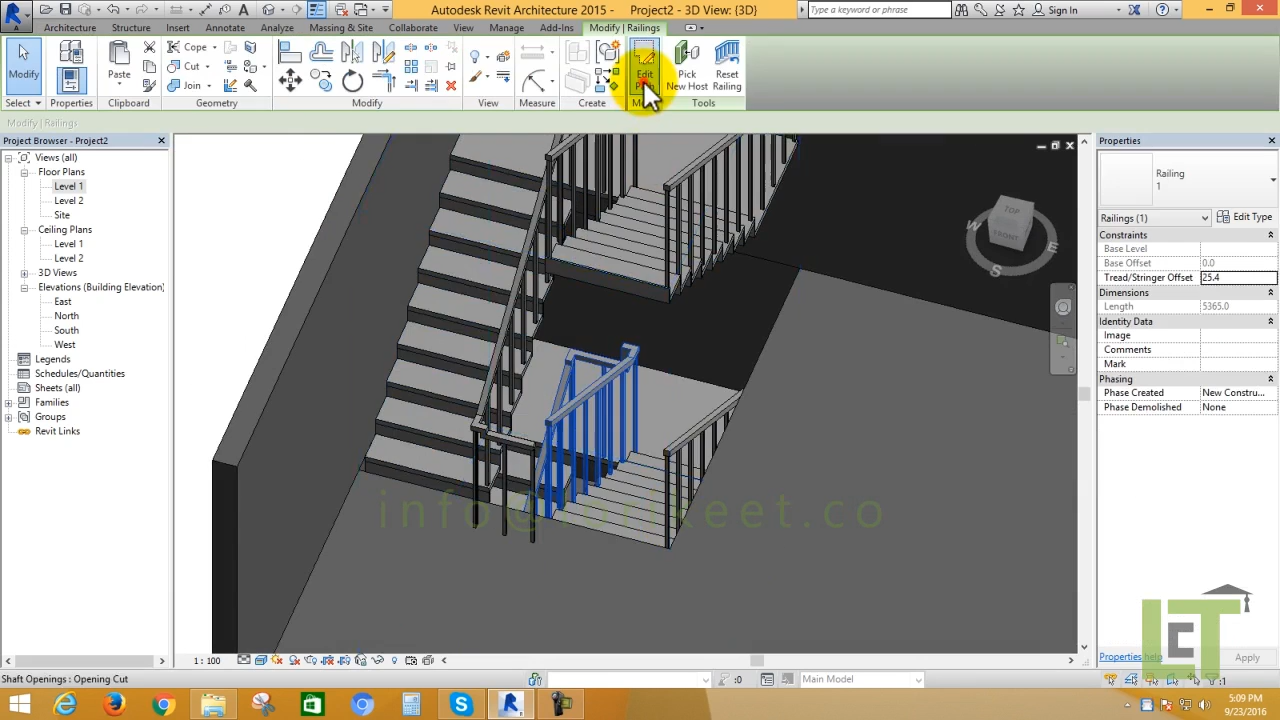 Autodesk Revit Architecture 2015 -     Project2 - 3D View: {3D}
Type a keyword or phrase
Sign In
Architecture
Structure
Insert
Annotate
Analyze
Massing & Site
Collaborate
View
Manage
Add-Ins
Modify | Railings
Modify
Properties
Paste
Cope
Cut
Join
Edit
Path
Pick
New Host
Reset
Railing
Select
Properties
Clipboard
Geometry
Modify
View
Measure
Create
Tools
Modify | Railings
Project Browser - Project2
Views (all)
Floor Plans
Level 1
Level 2
Site
Ceiling Plans
Level 1
Level 2
3D Views
Elevations (Building Elevation)
East
North
South
West
Legends
Schedules/Quantities
Sheets (all)
Families
Groups
Revit Links
TOP
FRONT
W
E
S
Properties
Railing
1
Railings (1)
Edit Type
Constraints
Base Level
Base Offset 0.0
Tread/Stringer Offset 25.4
Dimensions
Length 5365.0
Identity Data
Image
Comments
Mark
Phasing
Phase Created New Constru...
Phase Demolished None
Properties help
Apply
LCT
1 : 100
Shaft Openings : Opening Cut
:0
Main Model
:1
5:09 PM
9/23/2016